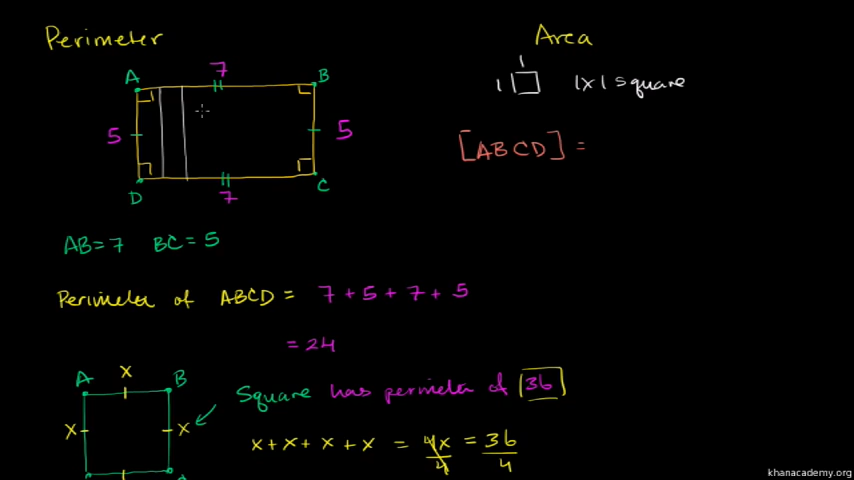 Perimeter
Area
A 7 B
1
1 1x1 square
5 5
[ABCD] =
D 7 C
AB=7 BC=5
Perimeter of ABCD = 7+5+7+5
= 24
x
A B
Square has perimeter of 36
x x
x+x+x+x = 4x/4 = 36/4
khanacademy.org